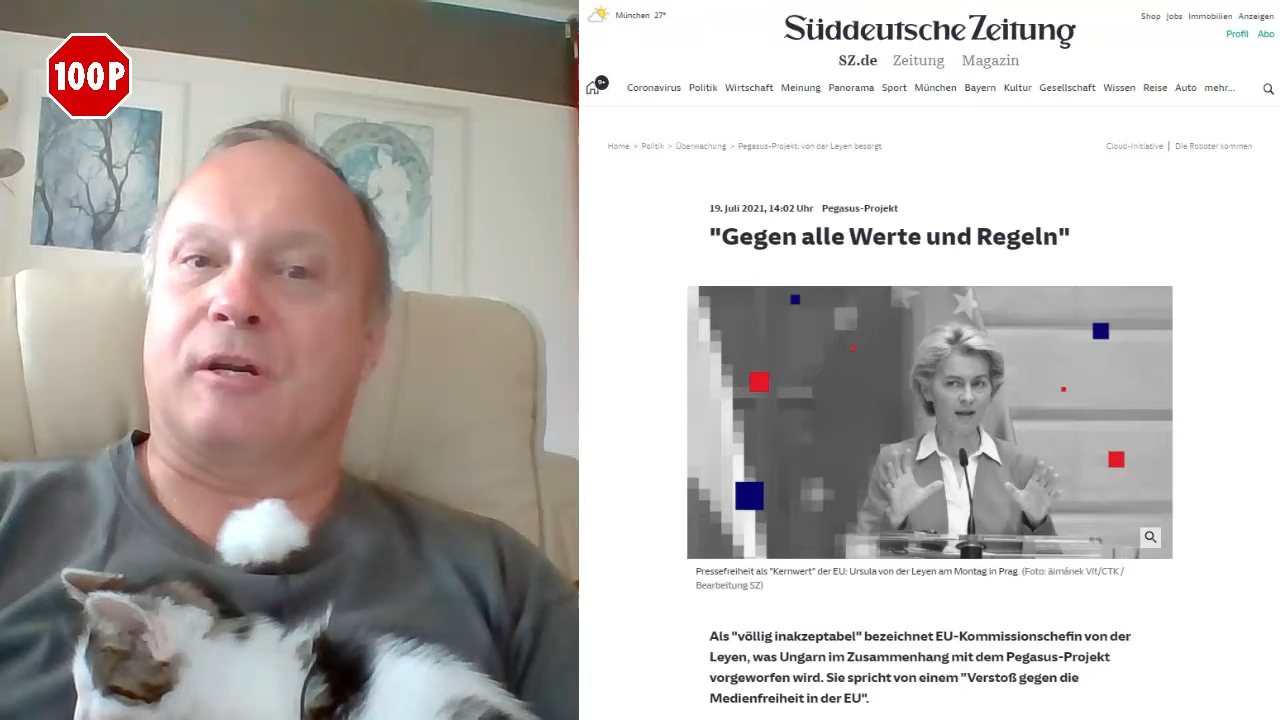 100P
München 27°
Süddeutsche Zeitung
Shop Jobs Immobilien Anzeigen
Profil Abo
SZ.de Zeitung Magazin
9+
Coronavirus Politik Wirtschaft Meinung Panorama Sport München Bayern Kultur Gesellschaft Wissen Reise Auto mehr...
Home > Politik > Überwachung > Pegasus-Projekt: von der Leyen besorgt
Cloud-Initiative | Die Roboter kommen
19. Juli 2021, 14:02 Uhr Pegasus-Projekt
"Gegen alle Werte und Regeln"
Pressefreiheit als "Kernwert" der EU: Ursula von der Leyen am Montag in Prag. (Foto: äimánek Vit/CTK /
Bearbeitung SZ)
Als "völlig inakzeptabel" bezeichnet EU-Kommissionschefin von der
Leyen, was Ungarn im Zusammenhang mit dem Pegasus-Projekt
vorgeworfen wird. Sie spricht von einem "Verstoß gegen die
Medienfreiheit in der EU".